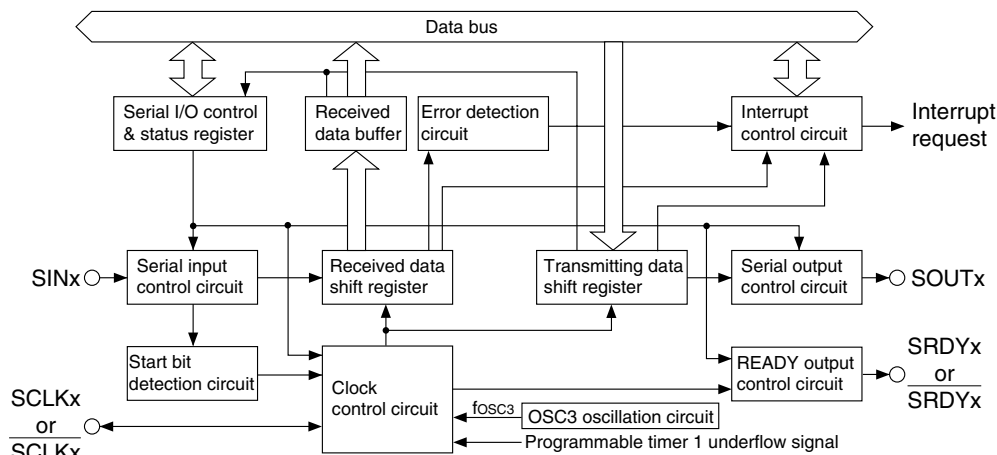 Data bus
Serial I/O control
& status register
Received
data buffer
Error detection
circuit
Interrupt
control circuit
Interrupt
request
SINx
Serial input
control circuit
Received data
shift register
Transmitting data
shift register
Serial output
control circuit
SOUTx
Start bit
detection circuit
Clock
control circuit
READY output
control circuit
SRDYx
or
SRDYx
SCLKx
or
SCLKx
fOSC3
OSC3 oscillation circuit
Programmable timer 1 underflow signal